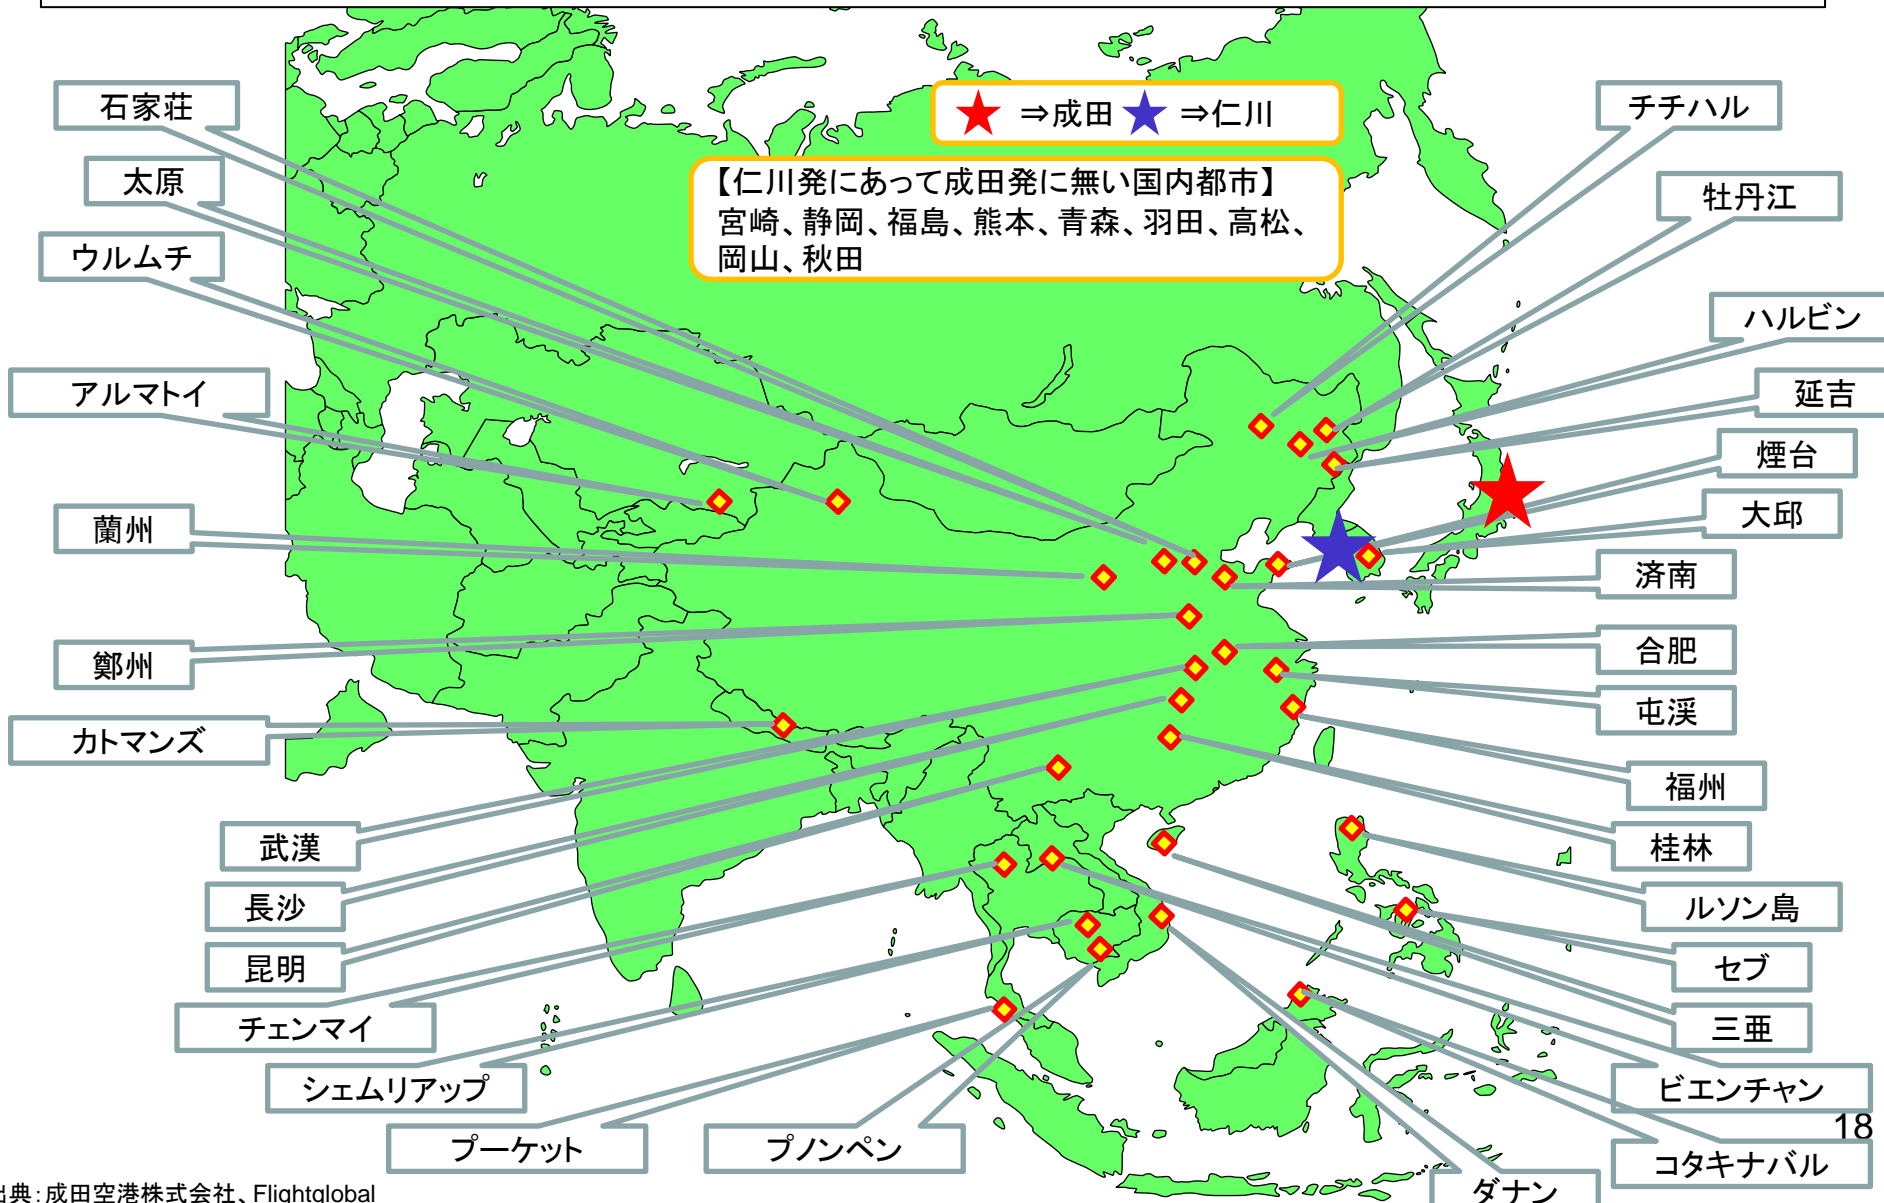 石家荘
太原
ウルムチ
アルマトイ
蘭州
鄭州
カトマンズ
武漢
長沙
昆明
チェンマイ
シェムリアップ
プーケット
プノンペン
⇒成田 ⇒仁川
【仁川発にあって成田発に無い国内都市】
宮崎、静岡、福島、熊本、青森、羽田、高松、
岡山、秋田
チチハル
牡丹江
ハルビン
延吉
煙台
大邱
済南
合肥
屯渓
福州
桂林
ルソン島
セブ
三亜
ビエンチャン
コタキナバル
ダナン
18
出典：成田空港株式会社、Flightglobal